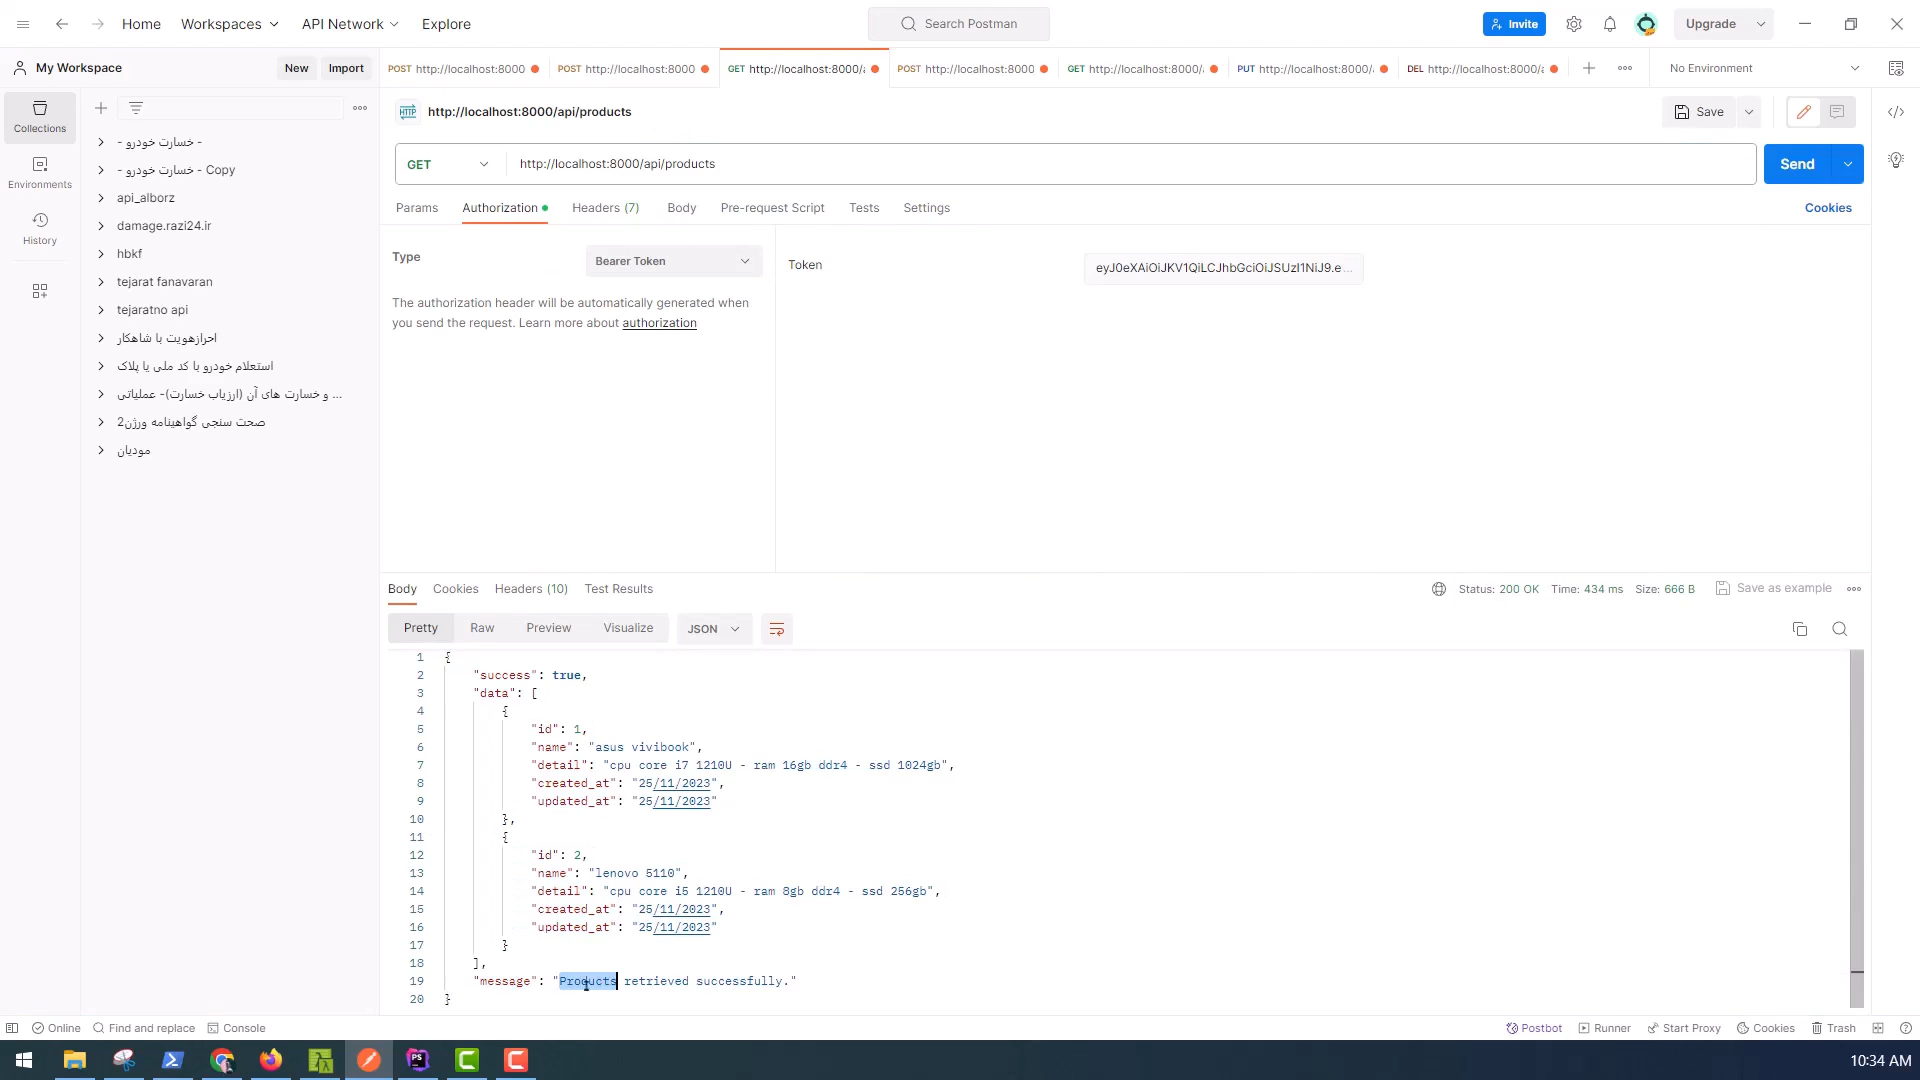 Home
Workspaces
API Network
Explore
Search Postman
Invite
Upgrade
My Workspace
New
Import
POST http://localhost:8000
POST http://localhost:8000
GET http://localhost:8000/a
POST http://localhost:8000
GET http://localhost:8000/
PUT http://localhost:8000/
DEL http://localhost:8000/a
No Environment
Collections
Environments
History
- خسارت خودرو -
- خسارت خودرو - Copy
api_alborz
damage.razi24.ir
hbkf
tejarat fanavaran
tejaratno api
احرازهویت با شاهکار
استعلام خودرو با کد ملی یا پلاک
... و خسارت های آن (ارزیاب خسارت)- عملیاتی
صحت سنجی گواهینامه ورژن2
مودیان
HTTP http://localhost:8000/api/products
Save
GET
http://localhost:8000/api/products
Send
Params
Authorization
Headers (7)
Body
Pre-request Script
Tests
Settings
Cookies
Type
Bearer Token
The authorization header will be automatically generated when
you send the request. Learn more about authorization
Token
eyJ0eXAiOiJKV1QiLCJhbGciOiJSUzI1NiJ9.e...
Body
Cookies
Headers (10)
Test Results
Status: 200 OK
Time: 434 ms
Size: 666 B
Save as example
Pretty
Raw
Preview
Visualize
JSON
1 {
2 "success": true,
3 "data": [
4 {
5 "id": 1,
6 "name": "asus vivibook",
7 "detail": "cpu core i7 1210U - ram 16gb ddr4 - ssd 1024gb",
8 "created_at": "25/11/2023",
9 "updated_at": "25/11/2023"
10 },
11 {
12 "id": 2,
13 "name": "lenovo 5110",
14 "detail": "cpu core i5 1210U - ram 8gb ddr4 - ssd 256gb",
15 "created_at": "25/11/2023",
16 "updated_at": "25/11/2023"
17 }
18 ],
19 "message": "Products retrieved successfully."
20 }
Online
Find and replace
Console
Postbot
Runner
Start Proxy
Cookies
Trash
PS
10:34 AM